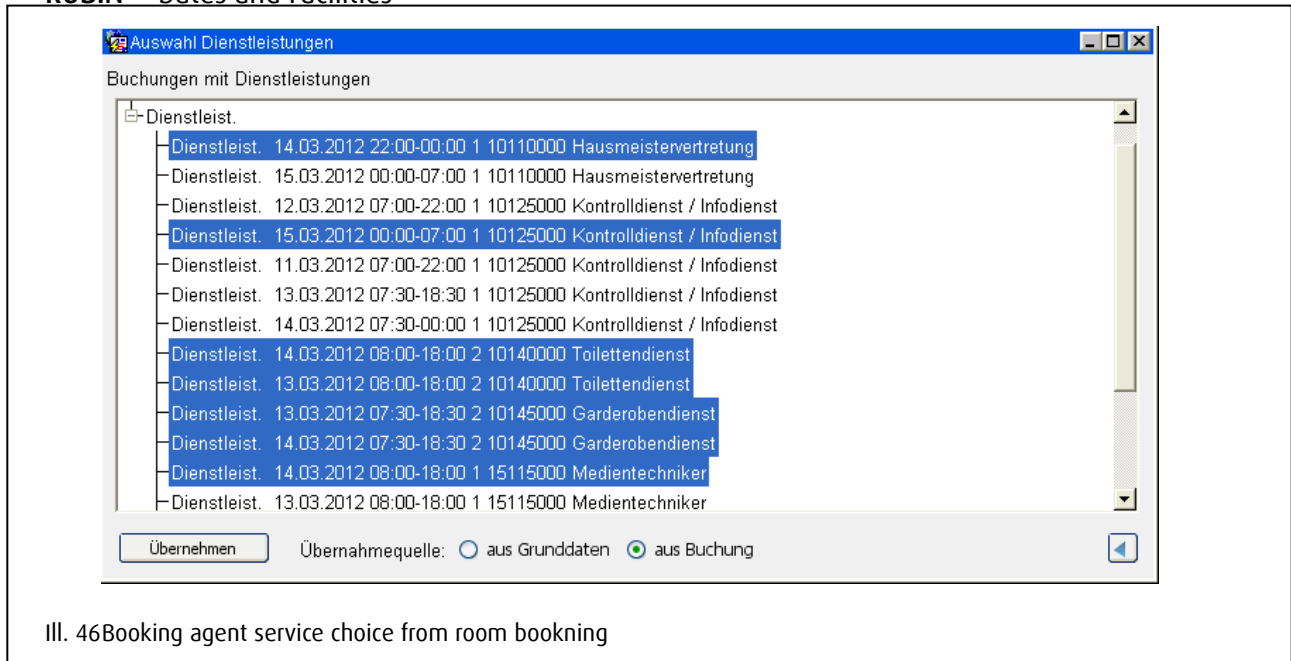 Auswahl Dienstleistungen
Buchungen mit Dienstleistungen
Dienstleist.
Dienstleist. 14.03.2012 22:00-00:00 1 10110000 Hausmeistervertretung
Dienstleist. 15.03.2012 00:00-07:00 1 10110000 Hausmeistervertretung
Dienstleist. 12.03.2012 07:00-22:00 1 10125000 Kontrolldienst / Infodienst
Dienstleist. 15.03.2012 00:00-07:00 1 10125000 Kontrolldienst / Infodienst
Dienstleist. 11.03.2012 07:00-22:00 1 10125000 Kontrolldienst / Infodienst
Dienstleist. 13.03.2012 07:30-18:30 1 10125000 Kontrolldienst / Infodienst
Dienstleist. 14.03.2012 07:30-00:00 1 10125000 Kontrolldienst / Infodienst
Dienstleist. 14.03.2012 08:00-18:00 2 10140000 Toilettendienst
Dienstleist. 13.03.2012 08:00-18:00 2 10140000 Toilettendienst
Dienstleist. 13.03.2012 07:30-18:30 2 10145000 Garderobendienst
Dienstleist. 14.03.2012 07:30-18:30 2 10145000 Garderobendienst
Dienstleist. 14.03.2012 08:00-18:00 1 15115000 Medientechniker
Dienstleist. 13.03.2012 08:00-18:00 1 15115000 Medientechniker
Übernehmen Übernahmequelle: aus Grunddaten aus Buchung
Ill. 46Booking agent service choice from room bookning